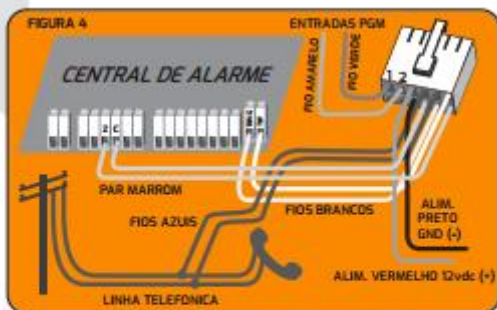 FIGURA 4
ENTRADAS PGM
FIO AMARELO
FIO VERDE
1 2
CENTRAL DE ALARME
PAR MARROM
FIOS AZUIS
FIOS BRANCOS
ALIM.
PRETO
GND (-)
ALIM. VERMELHO 12vdc (+)
LINHA TELEFONICA